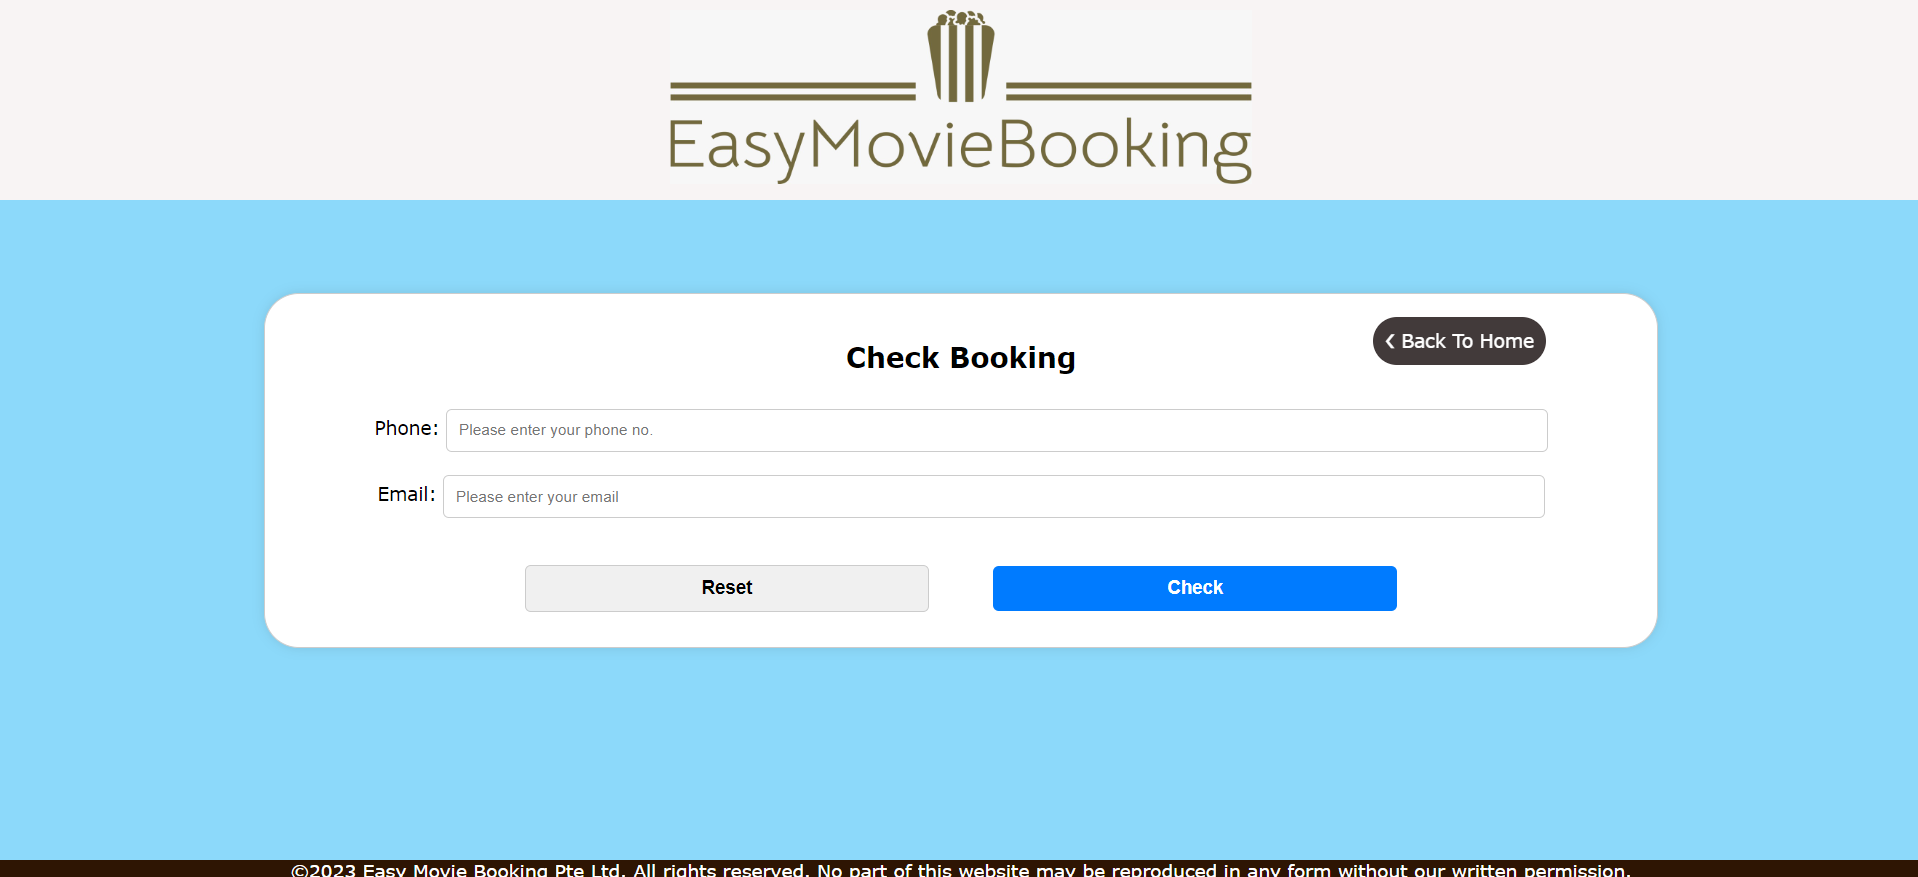 EasyMovieBooking
❮ Back To Home
Check Booking
Phone: Please enter your phone no.
Email: Please enter your email
Reset Check
©2023 Easy Movie Booking Pte Ltd. All rights reserved. No part of this website may be reproduced in any form without our written permission.